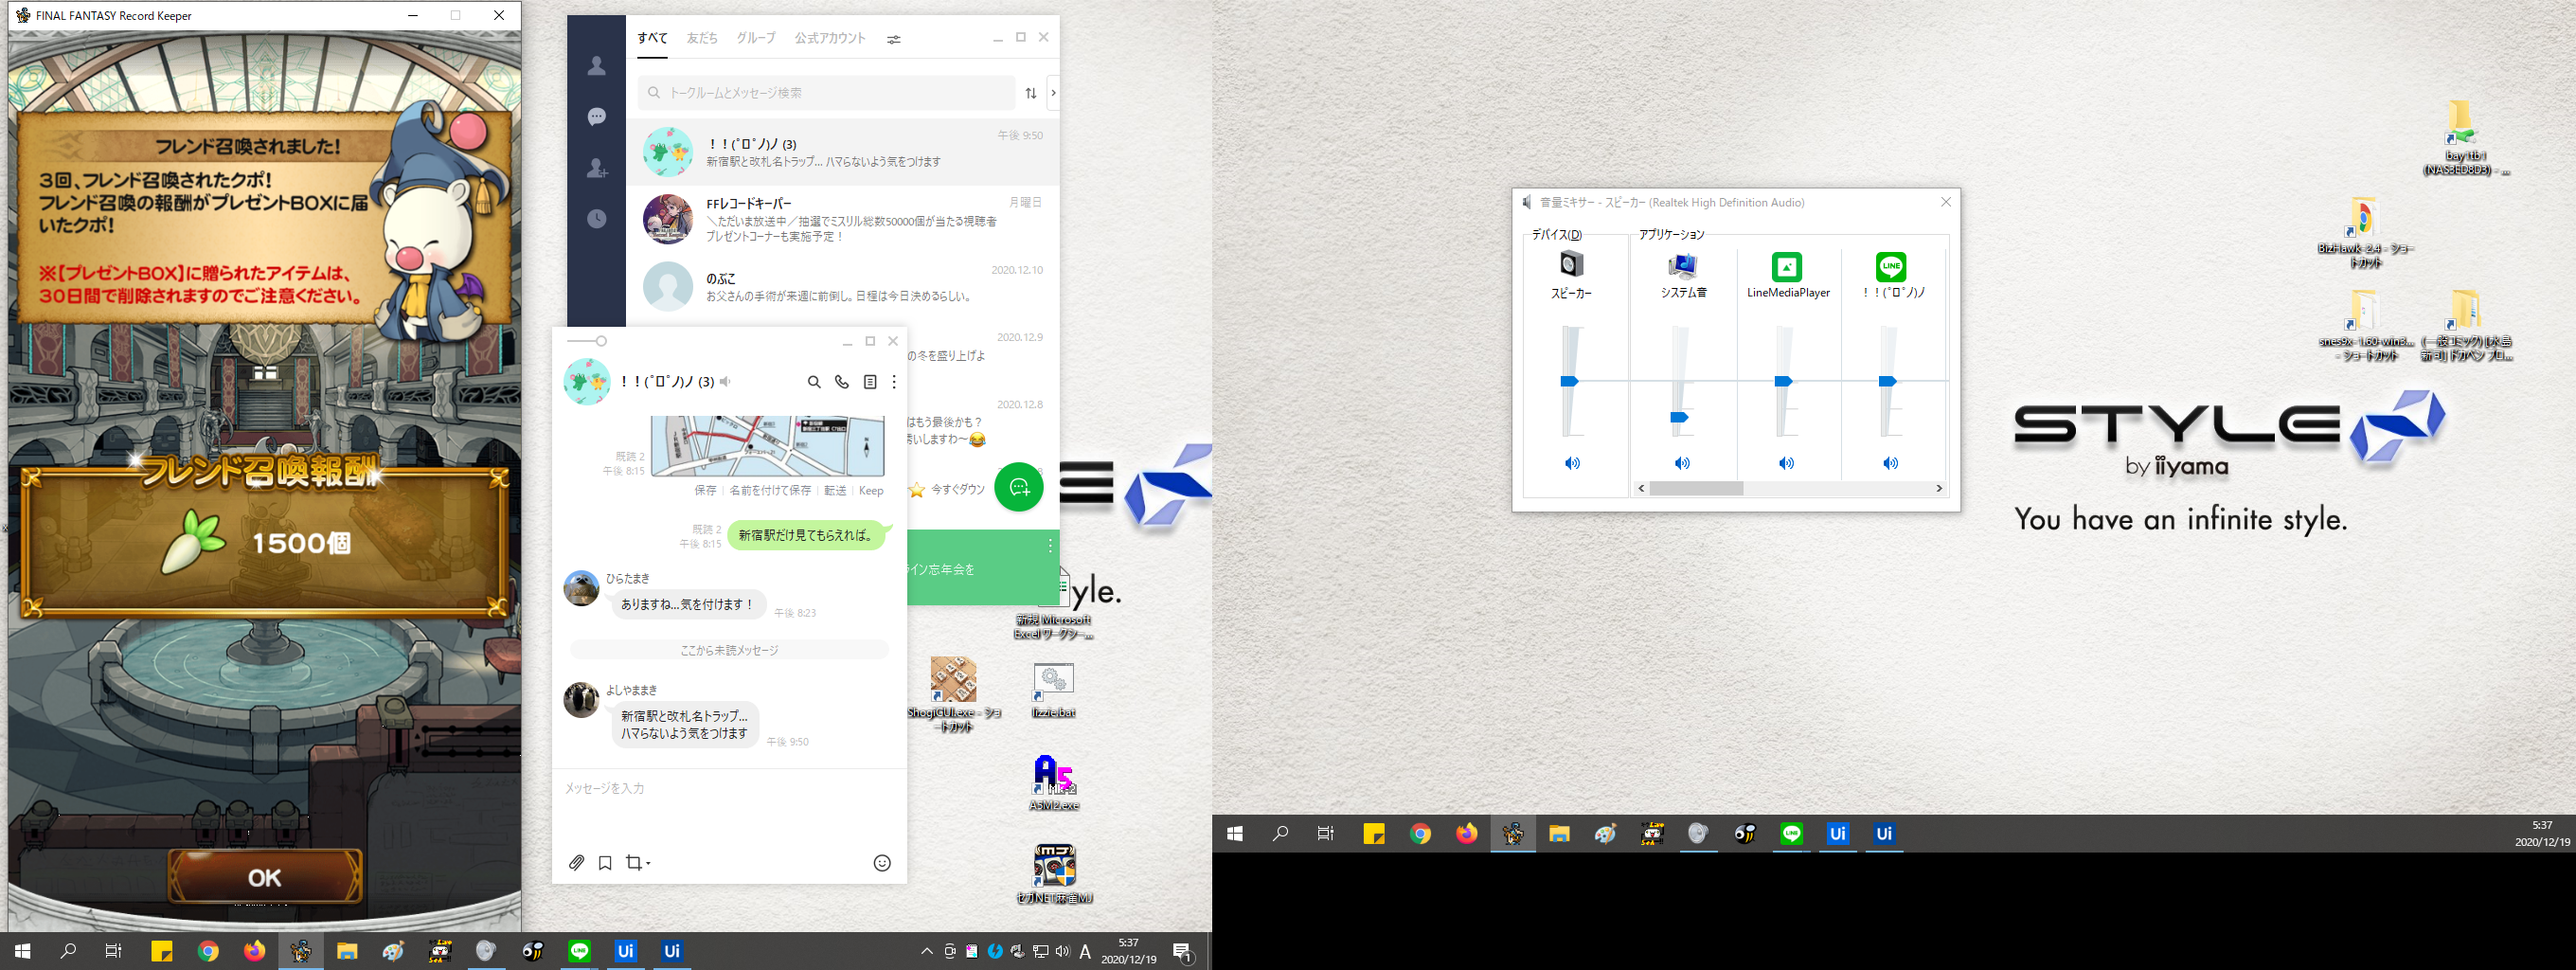 FINAL FANTASY Record Keeper
フレンド召喚されました!
3回、フレンド召喚されたクポ!
フレンド召喚の報酬がプレゼントBOXに届
いたクポ!
※【プレゼントBOX】に贈られたアイテムは、
30日間で削除されますのでご注意ください。
フレンド召喚報酬
1500個
OK
すべて 友だち グループ 公式アカウント
トークルームとメッセージ検索
！！(ﾟロﾟ)ﾉ (3)
午後 9:50
新宿駅と改札名トラップ... ハマらないよう気をつけます
FFレコードキーパー
月曜日
＼ただいま放送中／抽選でミスリル総数50000個が当たる視聴者
プレゼントコーナーも実施予定！
のぶこ
2020.12.10
お父さんの手術が来週に前倒し。日程は今日決めるらしい。
2020.12.9
の冬を盛り上げよ
2020.12.8
はもう最後かも？
誘いしますわ～😂
今すぐダウン
ライン忘年会を
！！(ﾟロﾟ)ﾉ (3)
既読 2
午後 8:15
保存 | 名前を付けて保存 | 転送 | Keep
既読 2
午後 8:15
新宿駅だけ見てもらえれば。
ひらたまき
ありますね...気を付けます！
午後 8:23
ここから未読メッセージ
よしやままき
新宿駅と改札名トラップ...
ハマらないよう気をつけます
午後 9:50
メッセージを入力
yle.
新規 Microsoft
Excel ワークシー...
ShogiGUI.exe - ショ
ートカット
lizzie.bat
A5M2.exe
セガNET麻雀MJ
Ui
Ui
A
5:37
2020/12/19
1
音量ミキサー - スピーカー (Realtek High Definition Audio)
デバイス(D)
アプリケーション
スピーカー
システム音
LineMediaPlayer
！！(ﾟロﾟ)ﾉ
bay1tb1
(NAS3ED8D3) - ...
BizHawk-2.4 - ショー
トカット
snes9x-1.60-win3...
- ショートカット
(一般コミック) [水島
新司] ドカベン プロ...
STYLE
by iiyama
You have an infinite style.
LINE
Ui
Ui
5:37
2020/12/19